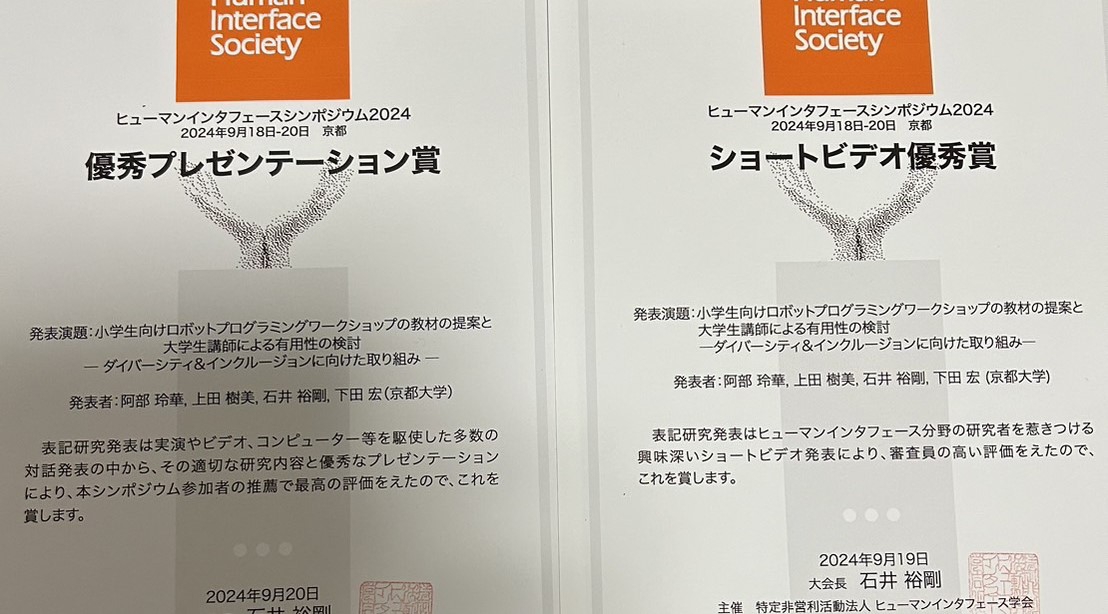 Human
Interface
Society
ヒューマンインタフェースシンポジウム2024
2024年9月18日-20日 京都
優秀プレゼンテーション賞
発表演題:小学生向けロボットプログラミングワークショップの教材の提案と
大学生講師による有用性の検討
― ダイバーシティ&インクルージョンに向けた取り組み ―
発表者:阿部 玲華, 上田 樹美, 石井 裕剛, 下田 宏(京都大学)
表記研究発表は実演やビデオ、コンピューター等を駆使した多数の
対話発表の中から、その適切な研究内容と優秀なプレゼンテーション
により、本シンポジウム参加者の推薦で最高の評価をえたので、これを
賞します。
2024年9月20日
石井 裕剛
Human
Interface
Society
ヒューマンインタフェースシンポジウム2024
2024年9月18日-20日 京都
ショートビデオ優秀賞
発表演題:小学生向けロボットプログラミングワークショップの教材の提案と
大学生講師による有用性の検討
―ダイバーシティ&インクルージョンに向けた取り組み―
発表者:阿部 玲華, 上田 樹美, 石井 裕剛, 下田 宏 (京都大学)
表記研究発表はヒューマンインタフェース分野の研究者を惹きつける
興味深いショートビデオ発表により、審査員の高い評価をえたので、
これを賞します。
2024年9月19日
大会長 石井 裕剛
主催 特定非営利活動法人 ヒューマンインタフェース学会